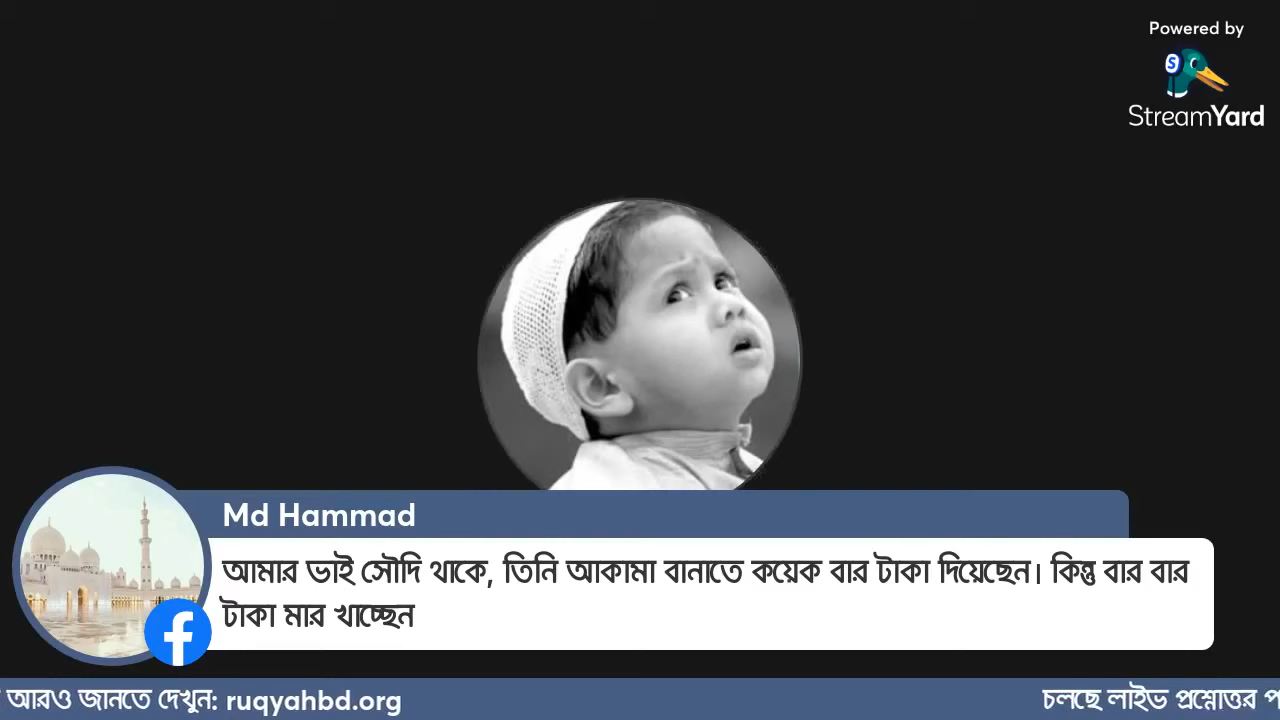 Powered by
S
StreamYard
Md Hammad
আমার ভাই সৌদি থাকে, তিনি আকামা বানাতে কয়েক বার টাকা দিয়েছেন। কিন্তু বার বার
টাকা মার খাচ্ছেন
আরও জানতে দেখুন: ruqyahbd.org
চলছে লাইভ প্রশ্নোত্তর প